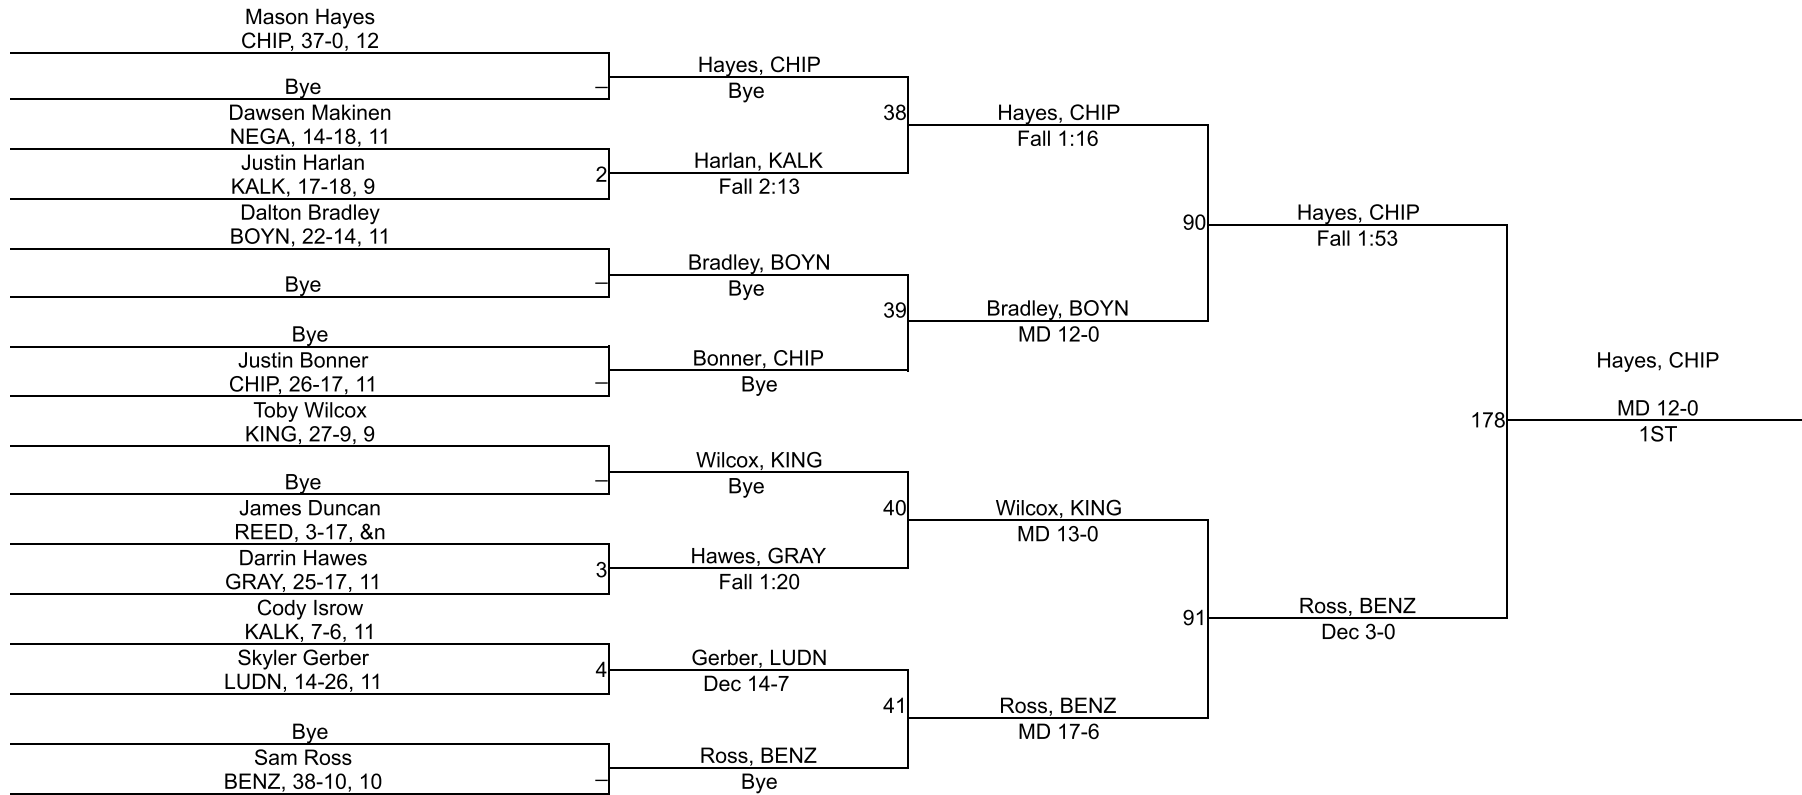 Mason Hayes
CHIP, 37-0, 12
Bye
–
Dawsen Makinen
NEGA, 14-18, 11
Justin Harlan
KALK, 17-18, 9
2
Dalton Bradley
BOYN, 22-14, 11
Bye
–
Bye
Justin Bonner
CHIP, 26-17, 11
–
Toby Wilcox
KING, 27-9, 9
Bye
–
James Duncan
REED, 3-17, &n
Darrin Hawes
GRAY, 25-17, 11
3
Cody Isrow
KALK, 7-6, 11
Skyler Gerber
LUDN, 14-26, 11
4
Bye
Sam Ross
BENZ, 38-10, 10
–
Hayes, CHIP
Bye
38
Harlan, KALK
Fall 2:13
Bradley, BOYN
Bye
39
Bonner, CHIP
Bye
Wilcox, KING
Bye
40
Hawes, GRAY
Fall 1:20
Gerber, LUDN
Dec 14-7
41
Ross, BENZ
Bye
Hayes, CHIP
Fall 1:16
90
Bradley, BOYN
MD 12-0
Wilcox, KING
MD 13-0
91
Ross, BENZ
MD 17-6
Hayes, CHIP
Fall 1:53
178
Ross, BENZ
Dec 3-0
Hayes, CHIP
MD 12-0
1ST